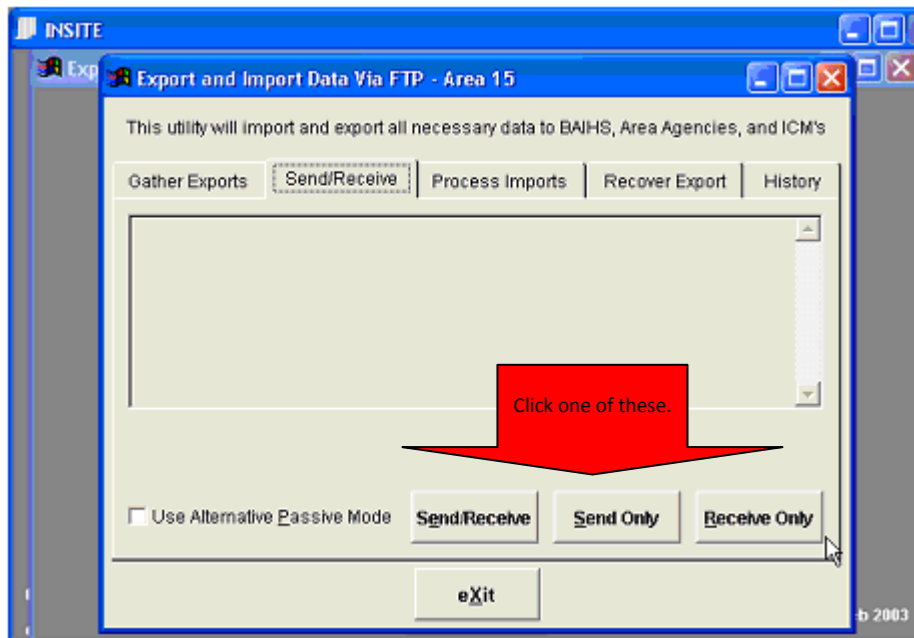 INSITE
Exp
Export and Import Data Via FTP - Area 15
This utility will import and export all necessary data to BAIHS, Area Agencies, and ICM's
Gather Exports Send/Receive Process Imports Recover Export History
Click one of these.
Use Alternative Passive Mode Send/Receive Send Only Receive Only
eXit
b 2003